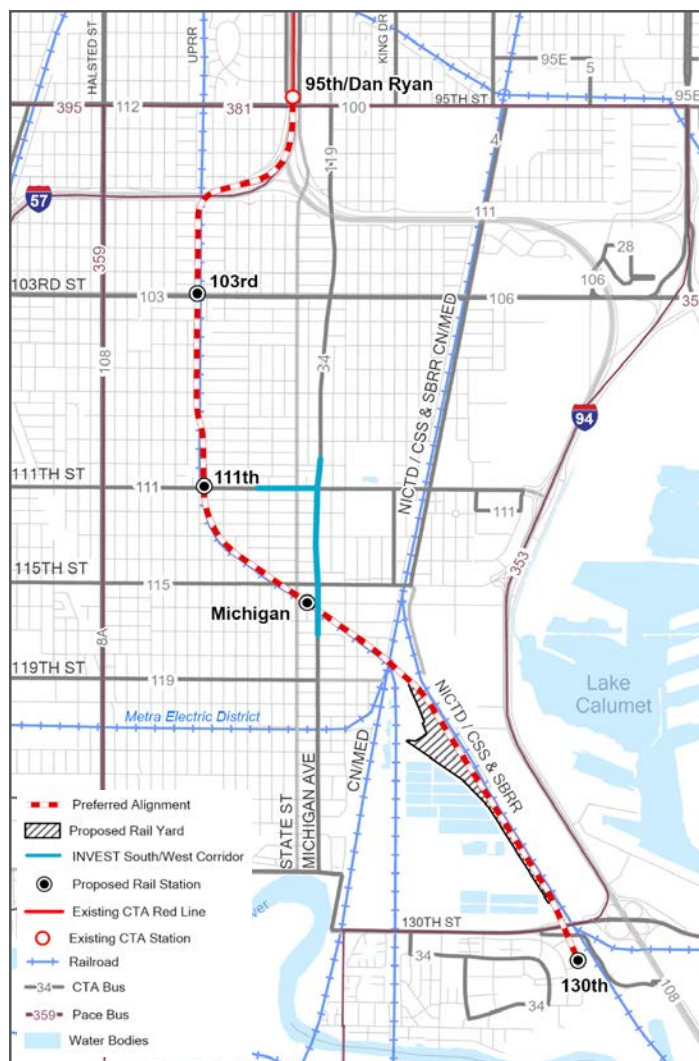 HALSTED ST
UPRR
KING DR
95E
5
95th/Dan Ryan
95TH ST
95E
395
112
381
100
119
4
57
111
359
28
103rd
103RD ST
103
106
106
35
108
34
NICTD / CSS & SBRR CN/MED
94
111TH ST
111
111th
111
353
115TH ST
115
Michigan
8A
119TH ST
119
Lake
Calumet
Metra Electric District
CN/MED
NICTD / CSS & SBRR
STATE ST
MICHIGAN AVE
130TH ST
34
34
130th
108
Preferred Alignment
Proposed Rail Yard
INVEST South/West Corridor
Proposed Rail Station
Existing CTA Red Line
Existing CTA Station
Railroad
34 CTA Bus
359 Pace Bus
Water Bodies